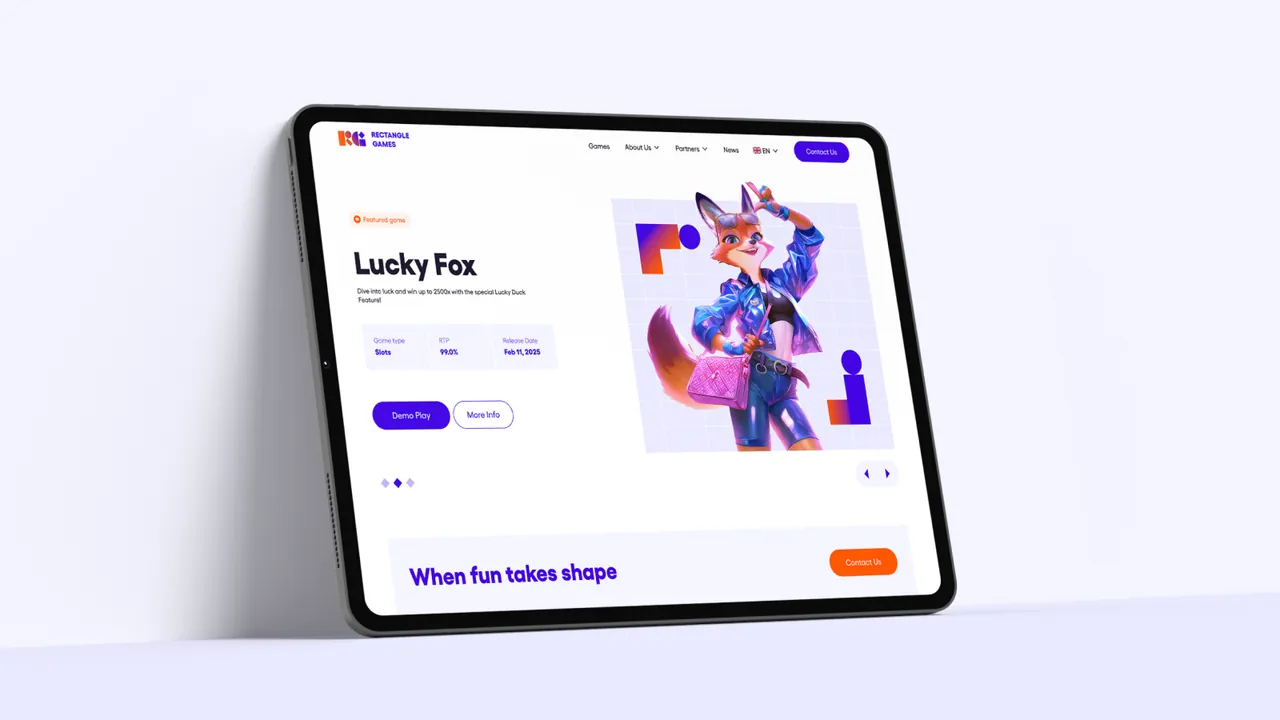 RECTANGLE
GAMES
Games
About Us
Partners
News
EN
Contact Us
Featured game
Lucky Fox
Dive into luck and win up to 2500x with the special Lucky Duck
Feature!
Game type
RTP
Release Date
Slots
99.0%
Feb 11, 2025
Demo Play
More Info
When fun takes shape
Contact Us